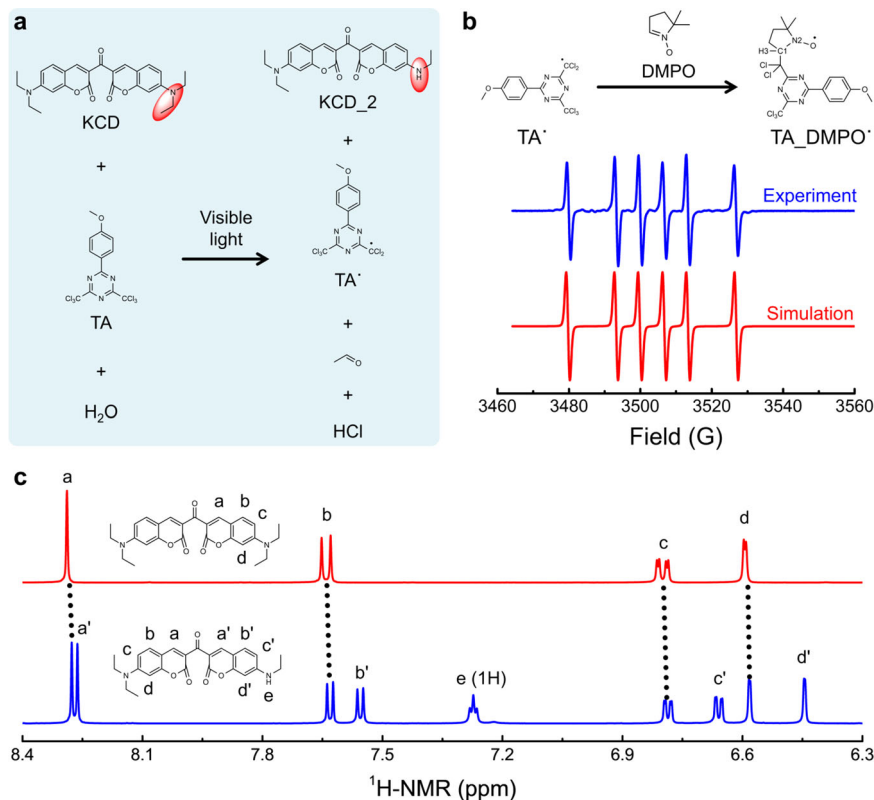 a
KCD
+
TA
+
H2O
Visible
light
KCD_2
+
TA·
+
+
HCl
b
DMPO
TA·
TA_DMPO·
Experiment
Simulation
3460 3480 3500 3520 3540 3560
Field (G)
c
a
b
c
d
a b c
d
a'
b'
e (1H)
c'
d'
c b a a' b' c'
d d' e
8.4 8.1 7.8 7.5 7.2 6.9 6.6 6.3
1H-NMR (ppm)